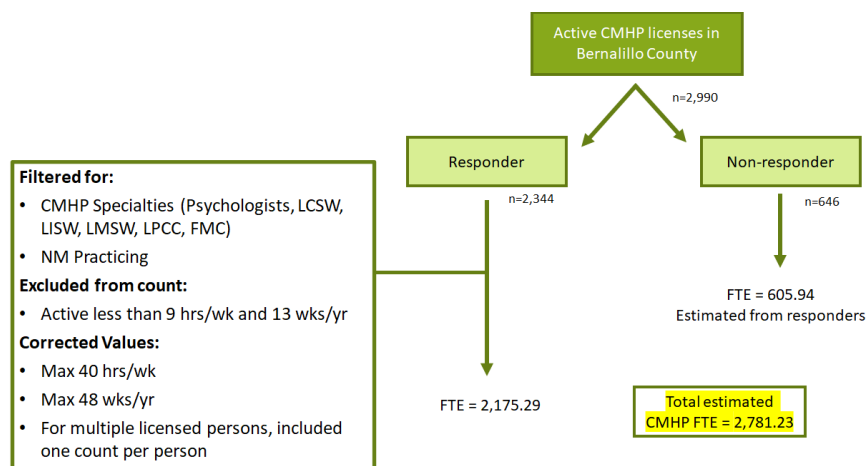 Active CMHP licenses in
Bernalillo County
n=2,990
Responder
Non-responder
n=2,344
n=646
Filtered for:
• CMHP Specialties (Psychologists, LCSW,
LISW, LMSW, LPCC, FMC)
• NM Practicing
Excluded from count:
• Active less than 9 hrs/wk and 13 wks/yr
Corrected Values:
• Max 40 hrs/wk
• Max 48 wks/yr
• For multiple licensed persons, included
one count per person
FTE = 2,175.29
FTE = 605.94
Estimated from responders
Total estimated
CMHP FTE = 2,781.23